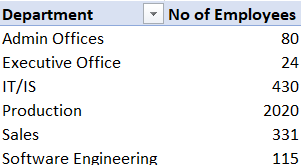 Department No of Employees
Admin Offices 80
Executive Office 24
IT/IS 430
Production 2020
Sales 331
Software Engineering 115